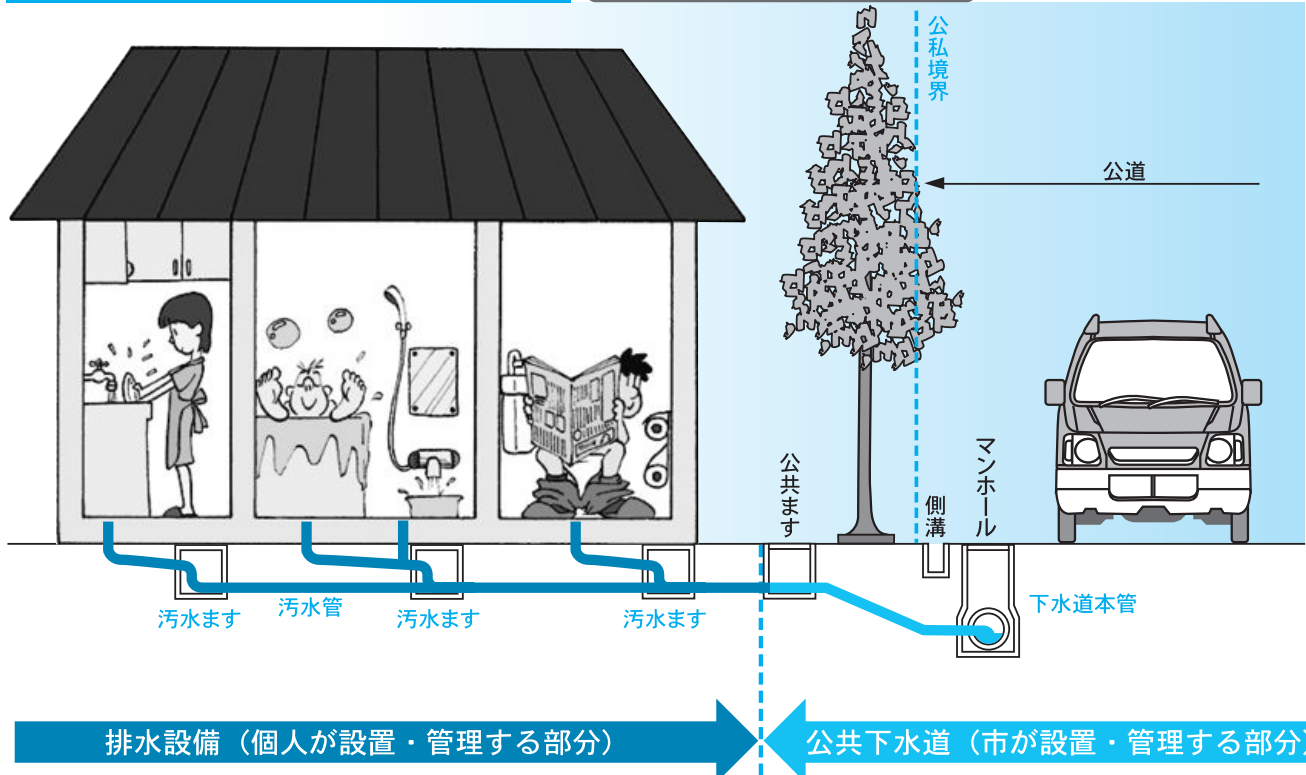 公私境界
公道
公共ます
側溝
マンホール
汚水ます
汚水管
汚水ます
汚水ます
下水道本管
排水設備（個人が設置・管理する部分）
公共下水道（市が設置・管理する部分）